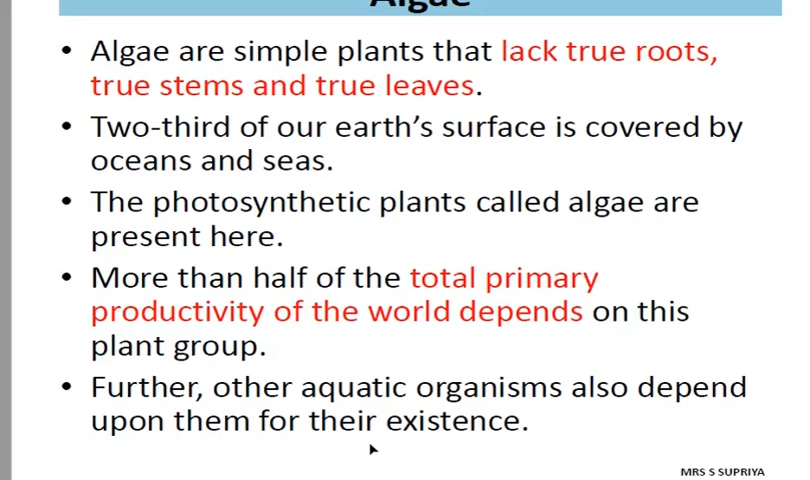 Algae
• Algae are simple plants that lack true roots,
true stems and true leaves.
• Two-third of our earth's surface is covered by
oceans and seas.
• The photosynthetic plants called algae are
present here.
• More than half of the total primary
productivity of the world depends on this
plant group.
• Further, other aquatic organisms also depend
upon them for their existence.
MRS S SUPRIYA